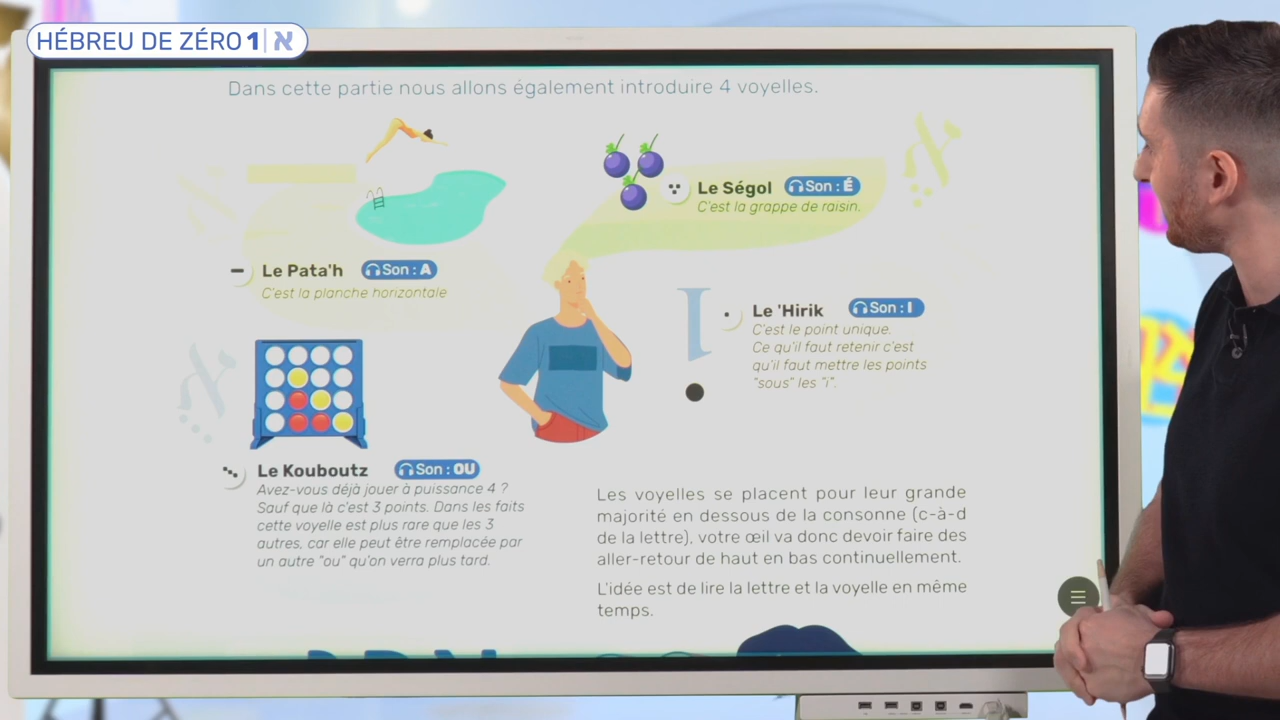 HÉBREU DE ZÉRO 1 | א
Dans cette partie nous allons également introduire 4 voyelles.
Le Ségol Son : É
C'est la grappe de raisin.
Le Pata'h Son : A
C'est la planche horizontale
Le 'Hirik Son : I
C'est le point unique.
Ce qu'il faut retenir c'est
qu'il faut mettre les points
"sous" les "i".
Le Kouboutz Son : OU
Avez-vous déjà jouer à puissance 4 ?
Sauf que là c'est 3 points. Dans les faits
cette voyelle est plus rare que les 3
autres, car elle peut être remplacée par
un autre "ou" qu'on verra plus tard.
Les voyelles se placent pour leur grande
majorité en dessous de la consonne (c-à-d
de la lettre), votre œil va donc devoir faire des
aller-retour de haut en bas continuellement.
L'idée est de lire la lettre et la voyelle en même
temps.